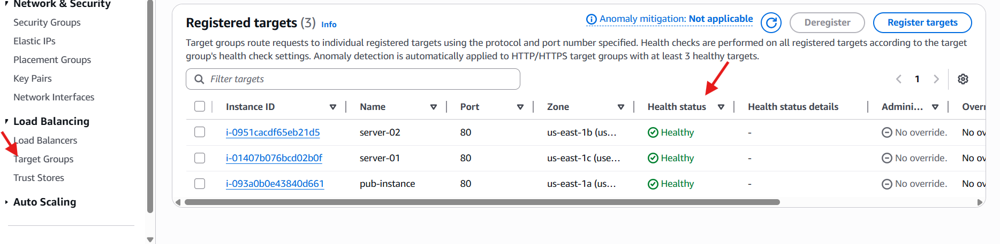 Network & Security
Security Groups
Elastic IPs
Placement Groups
Key Pairs
Network Interfaces
Load Balancing
Load Balancers
Target Groups
Trust Stores
Auto Scaling
Registered targets (3) Info
Anomaly mitigation: Not applicable
Deregister
Register targets
Target groups route requests to individual registered targets using the protocol and port number specified. Health checks are performed on all registered targets according to the target
group's health check settings. Anomaly detection is automatically applied to HTTP/HTTPS target groups with at least 3 healthy targets.
Filter targets
1
Instance ID Name Port Zone Health status Health status details Admini... Overr
i-0951cacdf65eb21d5 server-02 80 us-east-1b (us... Healthy - No override. No ov
i-01407b076bcd02b0f server-01 80 us-east-1c (use... Healthy - No override. No ov
i-093a0b0e43840d661 pub-instance 80 us-east-1a (us... Healthy - No override. No ov